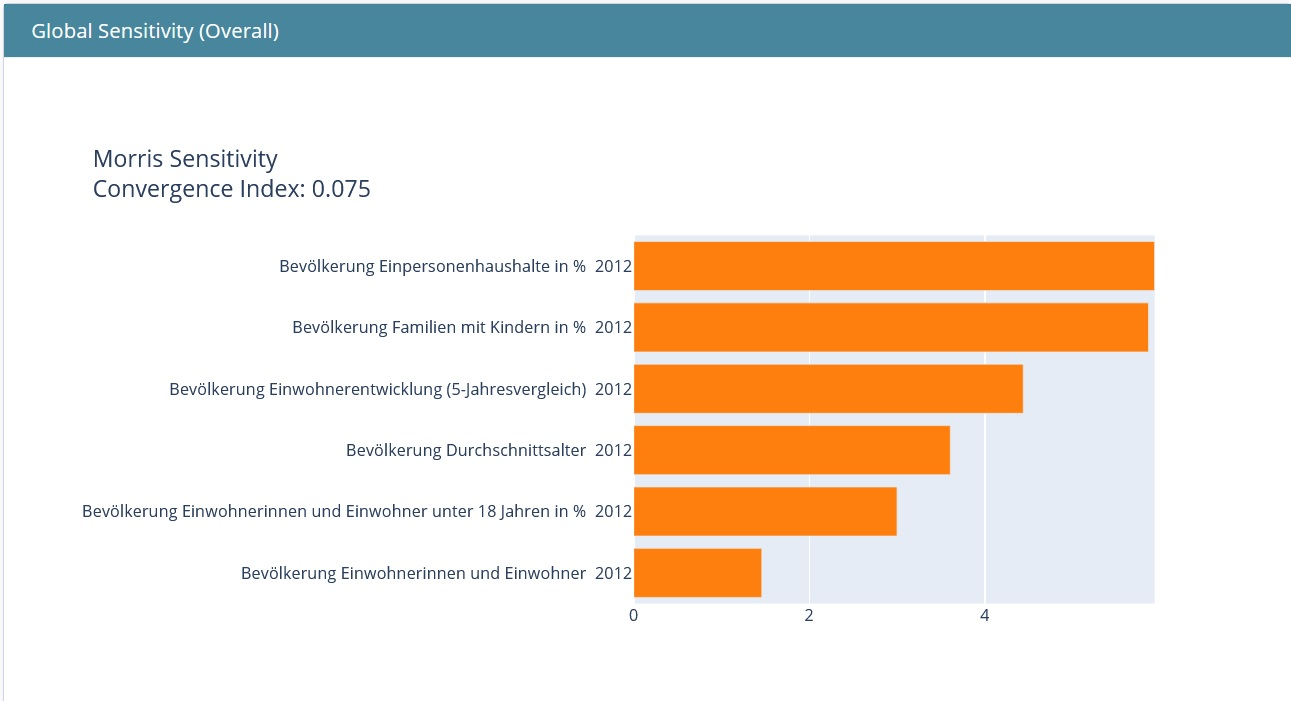 Global Sensitivity (Overall)
Morris Sensitivity
Convergence Index: 0.075
Bevölkerung Einpersonenhaushalte in % 2012
Bevölkerung Familien mit Kindern in % 2012
Bevölkerung Einwohnerentwicklung (5-Jahresvergleich) 2012
Bevölkerung Durchschnittsalter 2012
Bevölkerung Einwohnerinnen und Einwohner unter 18 Jahren in % 2012
Bevölkerung Einwohnerinnen und Einwohner 2012
0 2 4